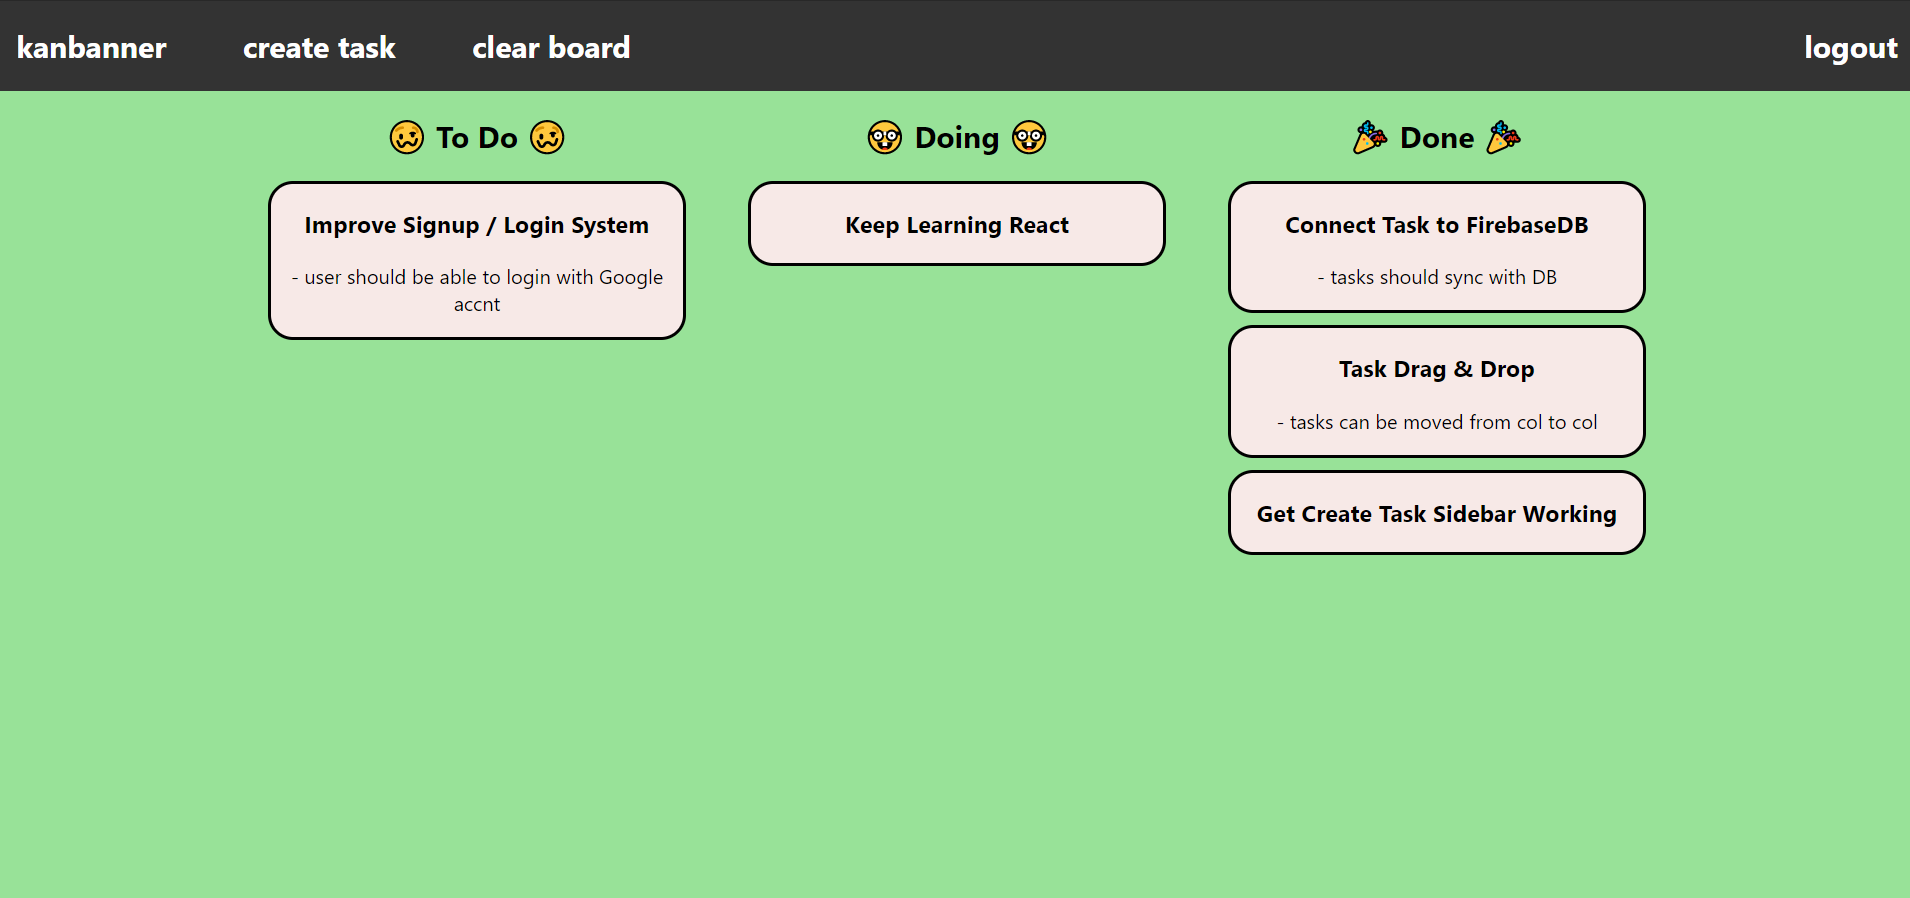 kanbanner create task clear board logout
🥴 To Do 🥴
Improve Signup / Login System
- user should be able to login with Google
accnt
🤓 Doing 🤓
Keep Learning React
🎉 Done 🎉
Connect Task to FirebaseDB
- tasks should sync with DB
Task Drag & Drop
- tasks can be moved from col to col
Get Create Task Sidebar Working